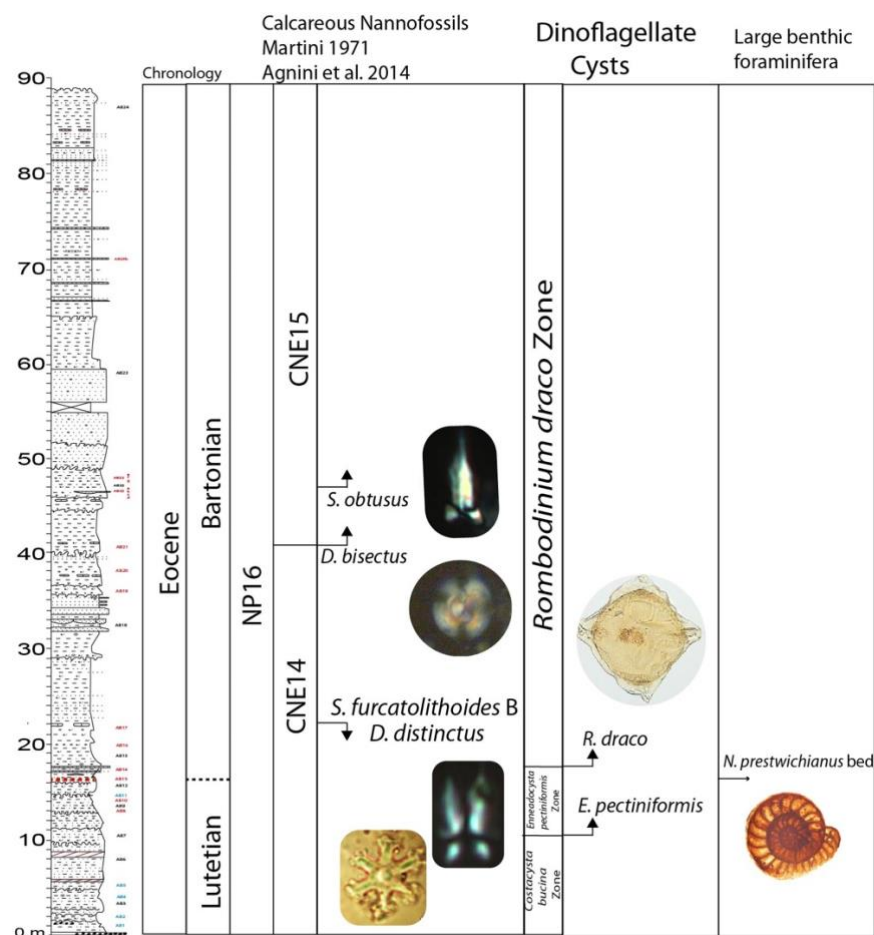 Calcareous Nannofossils
Martini 1971
Agnini et al. 2014
Dinoflagellate
Cysts
Large benthic
foraminifera
Chronology
90
80
70
60
50
40
30
20
10
0 m
Eocene
Bartonian
Lutetian
NP16
CNE15
CNE14
S. obtusus
D. bisectus
S. furcatolithoides B
D. distinctus
Rombodinium draco Zone
Enneadocysta
pectiniformis
Zone
Costacysta
bucina
Zone
R. draco
E. pectiniformis
N. prestwichianus bed